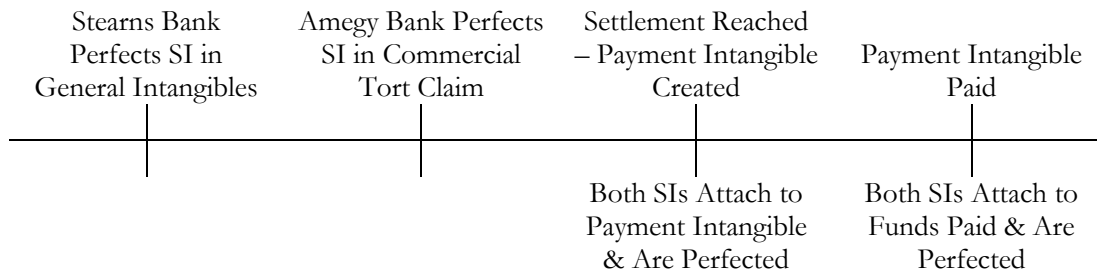 Stearns Bank
Perfects SI in
General Intangibles
Amegy Bank Perfects
SI in Commercial
Tort Claim
Settlement Reached
– Payment Intangible
Created
Payment Intangible
Paid
Both SIs Attach to
Payment Intangible
& Are Perfected
Both SIs Attach to
Funds Paid & Are
Perfected